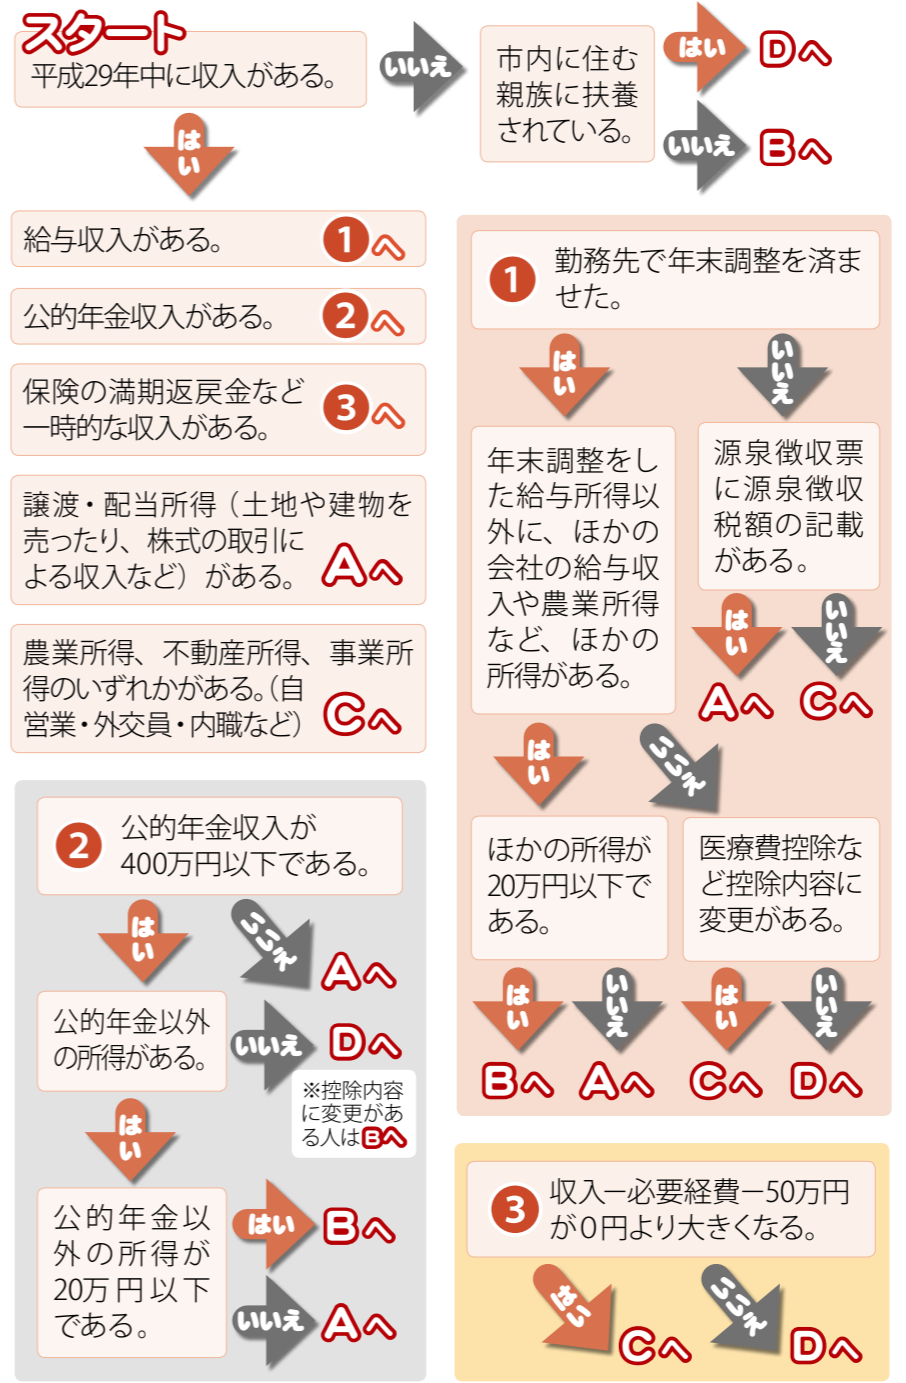 スタート
平成29年中に収入がある。
いいえ
市内に住む
親族に扶養
されている。
はい
Dへ
いいえ
Bへ
はい
給与収入がある。
1へ
公的年金収入がある。
2へ
保険の満期返戻金など
一時的な収入がある。
3へ
譲渡・配当所得（土地や建物を
売ったり、株式の取引に
よる収入など）がある。
Aへ
農業所得、不動産所得、事業所
得のいずれかがある。（自
営業・外交員・内職など）
Cへ
1
勤務先で年末調整を済ま
せた。
はい
いいえ
年末調整をし
た給与所得以
外に、ほかの
会社の給与収
入や農業所得
など、ほかの
所得がある。
源泉徴収票
に源泉徴収
税額の記載
がある。
はい
いいえ
Aへ
Cへ
はい
いいえ
ほかの所得が
20万円以下で
ある。
医療費控除な
ど控除内容に
変更がある。
はい
いいえ
はい
いいえ
Bへ
Aへ
Cへ
Dへ
2
公的年金収入が
400万円以下である。
はい
いいえ
Aへ
公的年金以外
の所得がある。
いいえ
Dへ
※控除内容
に変更があ
る人はBへ
はい
公的年金以
外の所得が
20万円以下
である。
はい
Bへ
いいえ
Aへ
3
収入ー必要経費ー50万円
が０円より大きくなる。
はい
いいえ
Cへ
Dへ